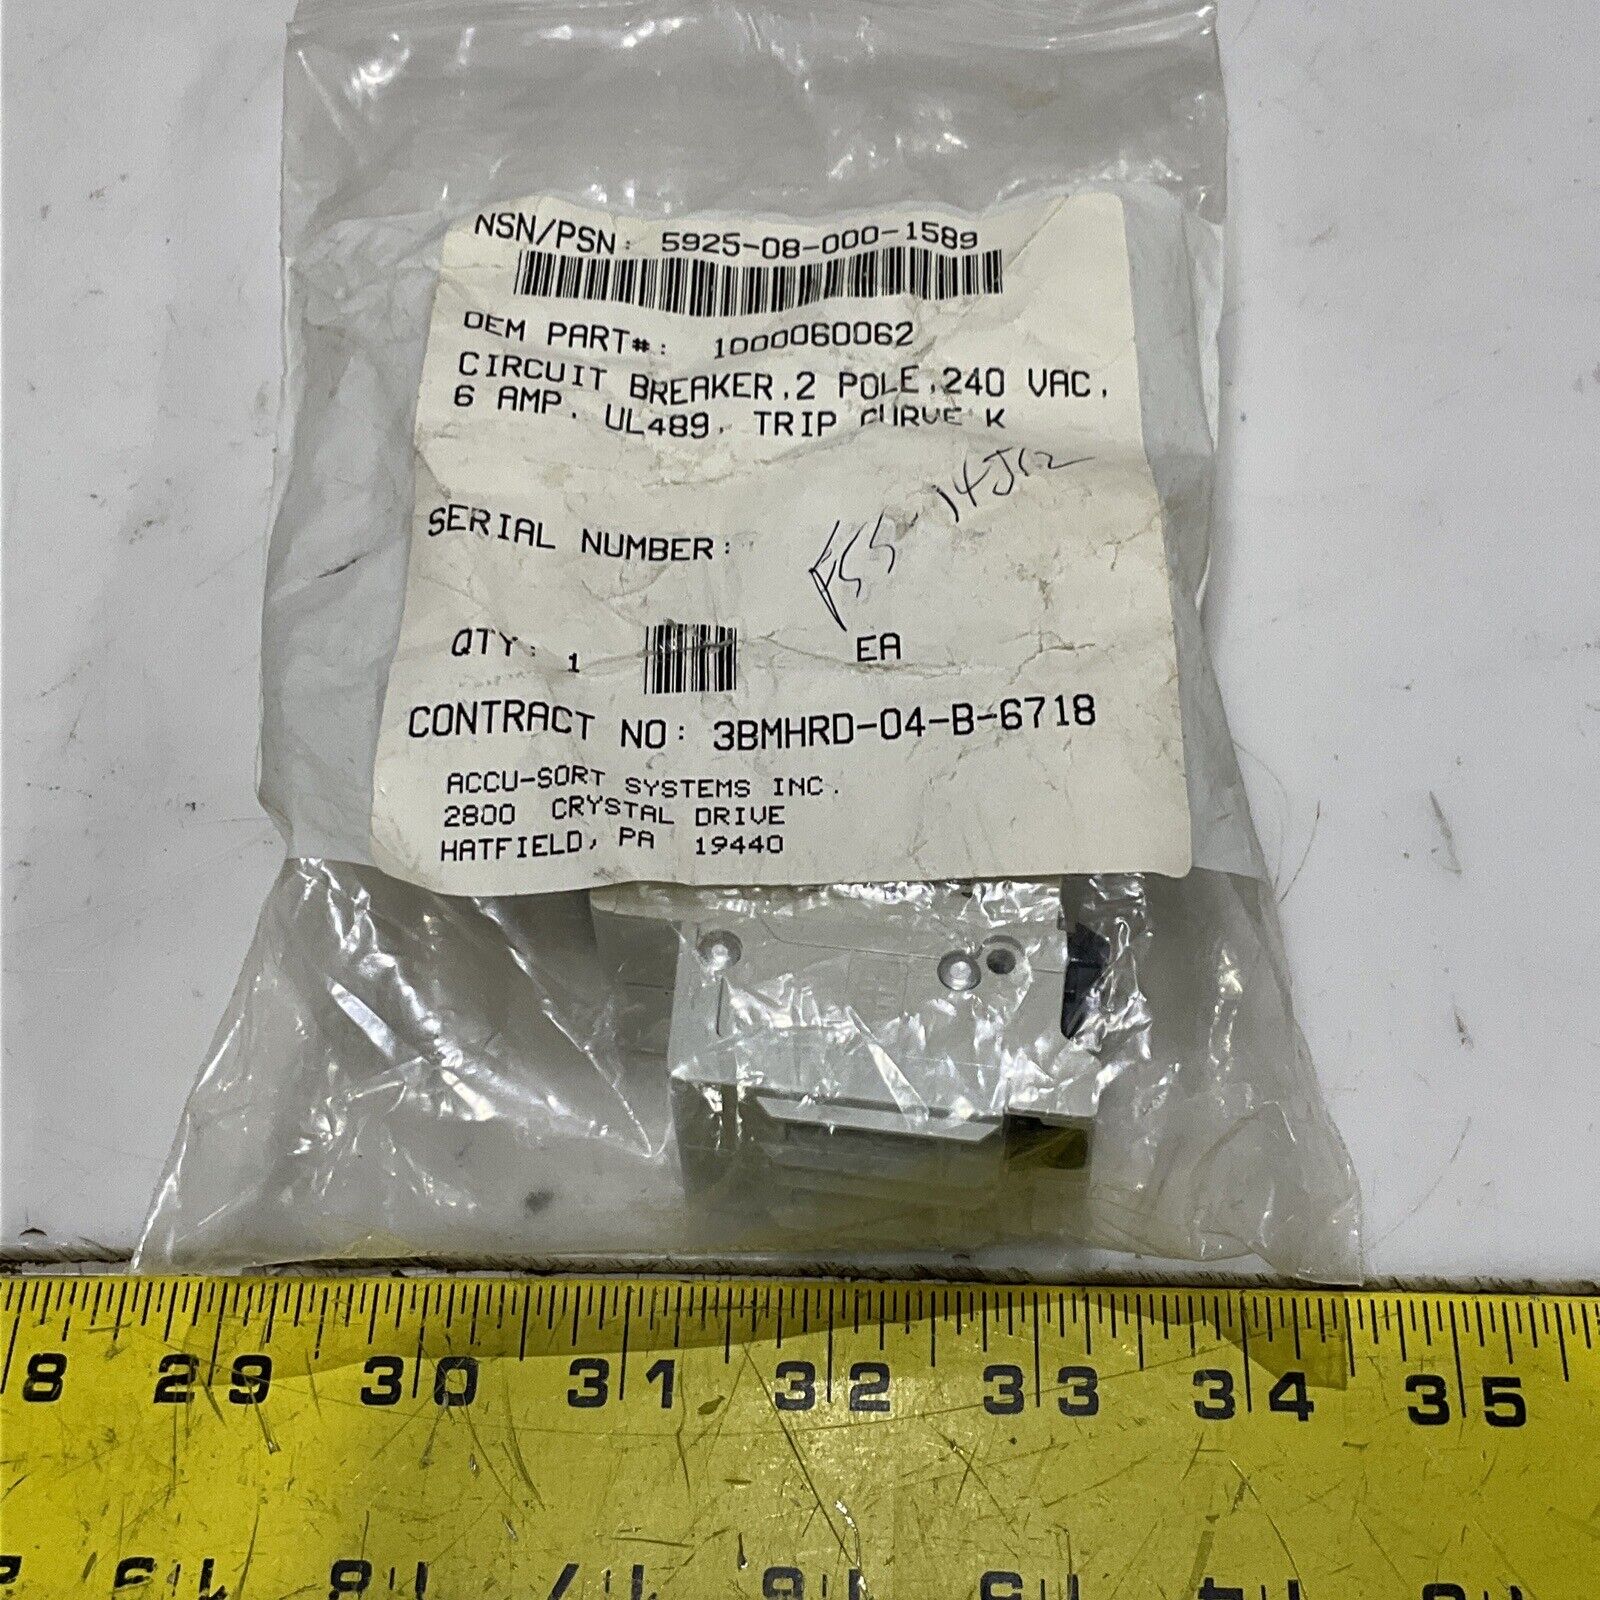 NSN/PSN: 5925-08-000-1589
OEM PART#: 1000060062
CIRCUIT BREAKER,2 POLE,240 VAC,
6 AMP, UL489, TRIP CURVE K
14J12
SERIAL NUMBER:
QTY: 1 EA
CONTRACT NO: 3BMHRD-04-B-6718
ACCU-SORT SYSTEMS INC.
2800 CRYSTAL DRIVE
HATFIELD, PA 19440
8 29 30 31 32 33 34 35